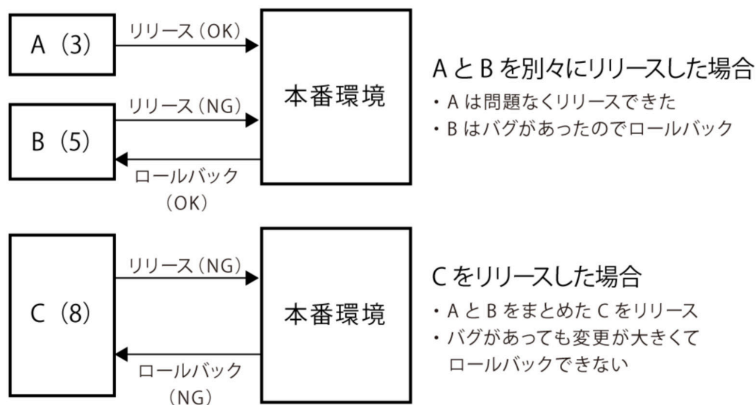 A（3）
リリース（OK）
B（5）
リリース（NG）
ロールバック
（OK）
本番環境
AとBを別々にリリースした場合
・Aは問題なくリリースできた
・Bはバグがあったのでロールバック
C（8）
リリース（NG）
ロールバック
（NG）
本番環境
Cをリリースした場合
・AとBをまとめたCをリリース
・バグがあっても変更が大きくて
ロールバックできない